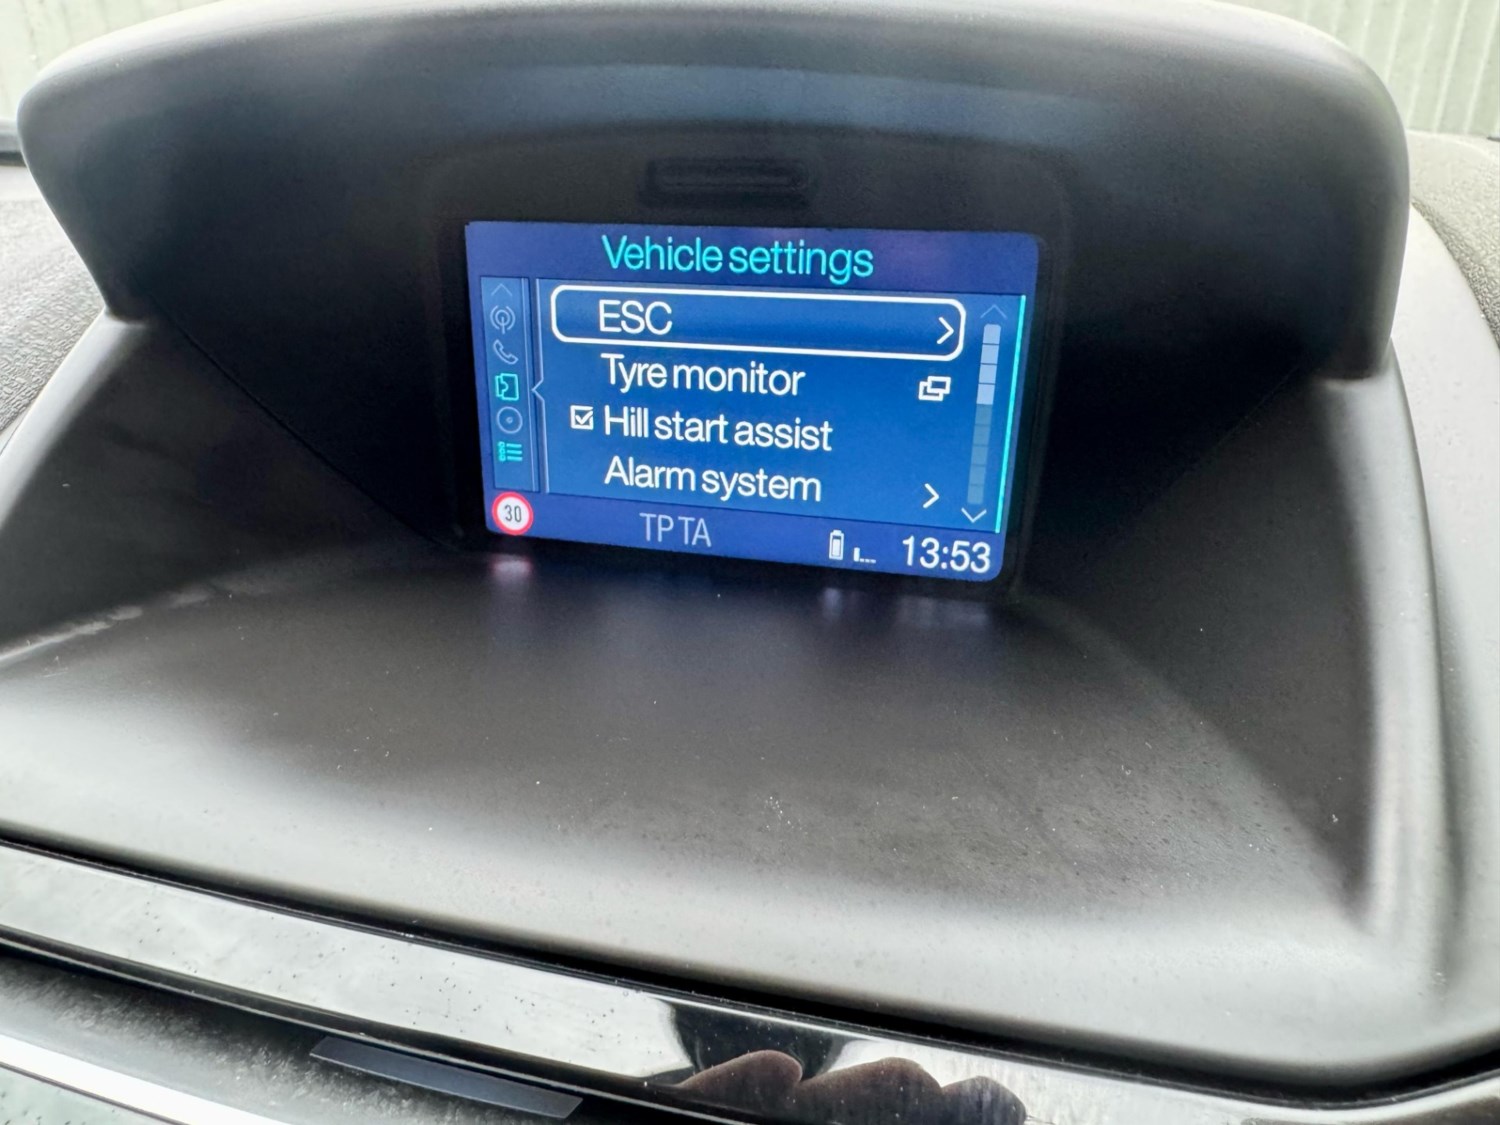 Vehicle settings
ESC
Tyre monitor
Hill start assist
Alarm system
30
TP TA
13:53